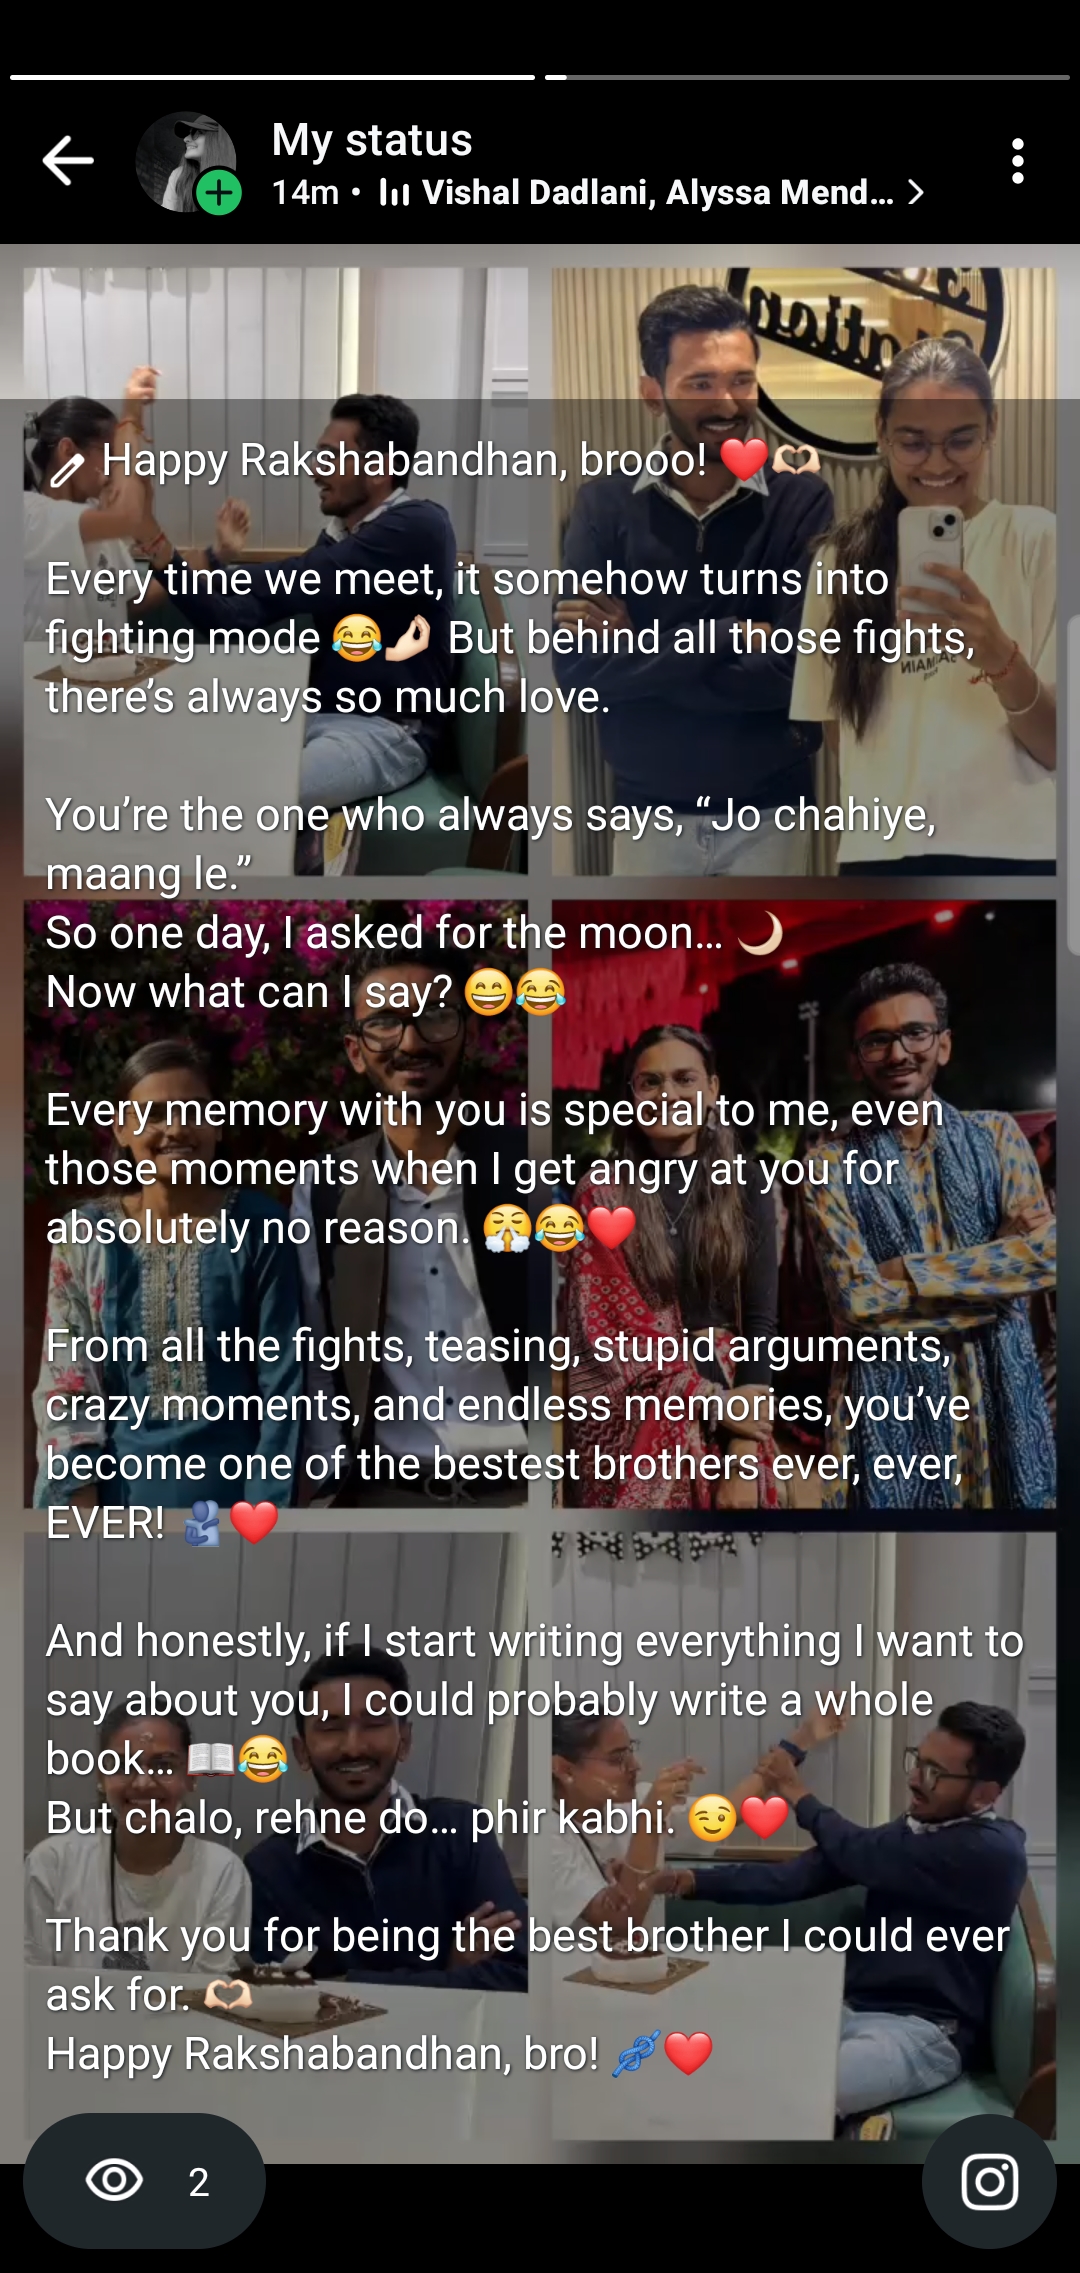 My status
14m • Vishal Dadlani, Alyssa Mend...
Station
Happy Rakshabandhan, brooo! ❤️🫶🏻
Every time we meet, it somehow turns into
fighting mode 😂🤌🏻 But behind all those fights,
there’s always so much love.
You’re the one who always says, “Jo chahiye,
maang le.”
So one day, I asked for the moon… 🌙
Now what can I say? 😄😂
Every memory with you is special to me, even
those moments when I get angry at you for
absolutely no reason. 😤😂❤️
From all the fights, teasing, stupid arguments,
crazy moments, and endless memories, you’ve
become one of the bestest brothers ever, ever,
EVER! 🫂❤️
And honestly, if I start writing everything I want to
say about you, I could probably write a whole
book… 📖😂
But chalo, rehne do… phir kabhi. 😉❤️
Thank you for being the best brother I could ever
ask for. 🫶🏻
Happy Rakshabandhan, bro! 🪢❤️
2